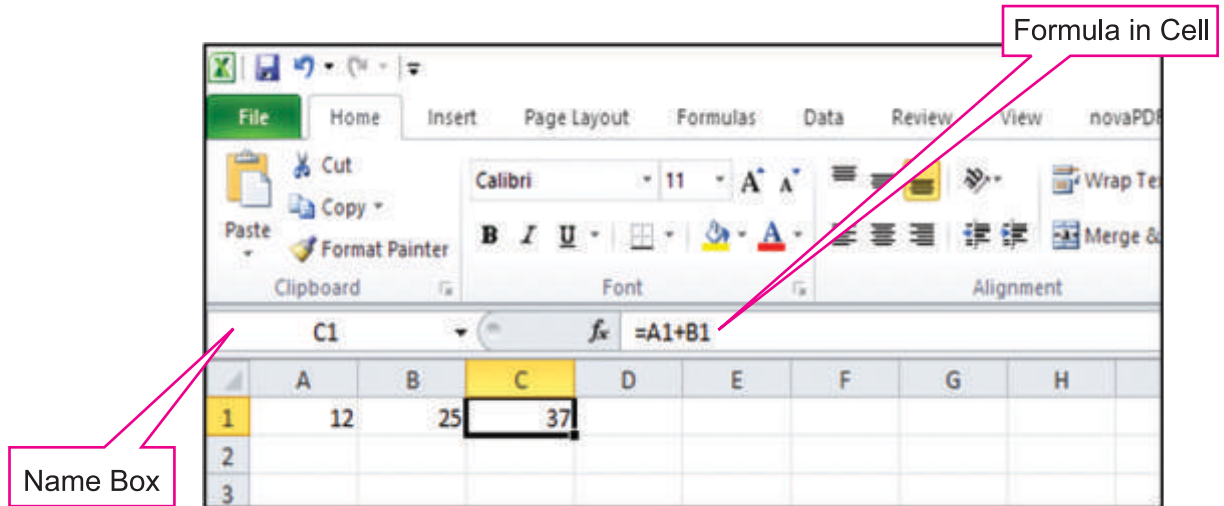 Formula in Cell
File Home Insert Page Layout Formulas Data Review View novaPDF
Cut
Calibri 11 A A Wrap Te
Copy
Paste
B I U A Merge &
Format Painter
Clipboard Font Alignment
C1 fx =A1+B1
A B C D E F G H
1 12 25 37
2
Name Box
3